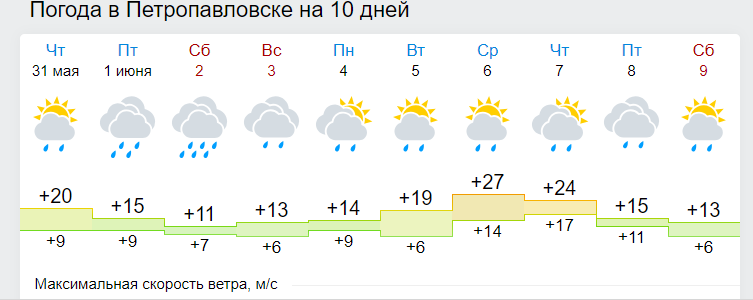 Погода в Петропавловске на 10 дней
Чт Пт Сб Вс Пн Вт Ср Чт Пт Сб
31 мая 1 июня 2 3 4 5 6 7 8 9
+20 +15 +11 +13 +14 +19 +27 +24 +15 +13
+9 +9 +7 +6 +9 +6 +14 +17 +11 +6
Максимальная скорость ветра, м/с